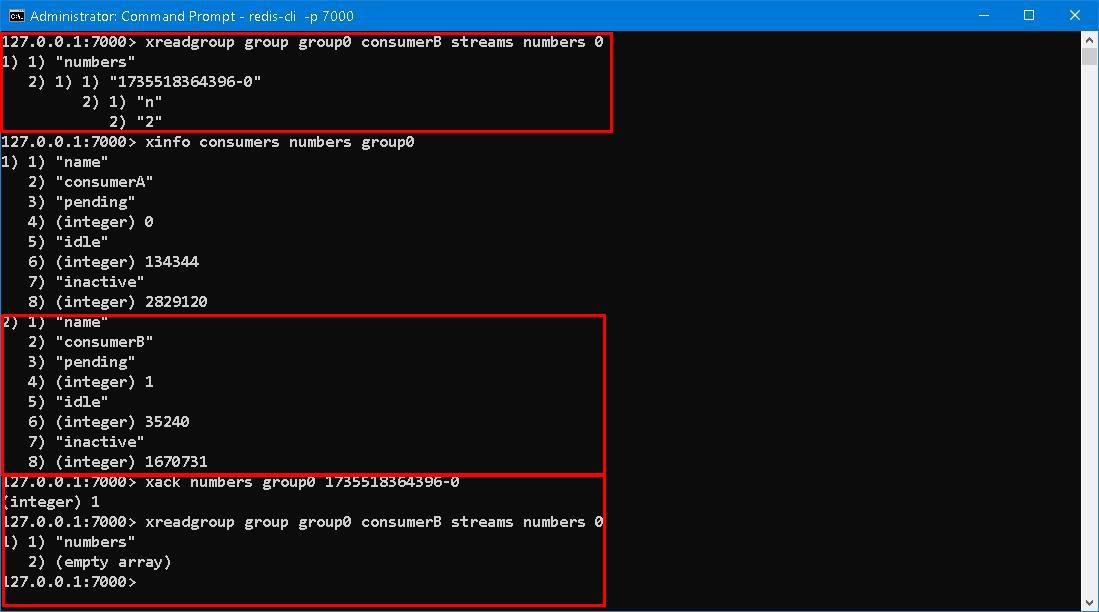 Administrator: Command Prompt - redis-cli  -p 7000
127.0.0.1:7000> xreadgroup group group0 consumerB streams numbers 0
1) 1) "numbers"
   2) 1) 1) "1735518364396-0"
         2) 1) "n"
            2) "2"
127.0.0.1:7000> xinfo consumers numbers group0
1) 1) "name"
   2) "consumerA"
   3) "pending"
   4) (integer) 0
   5) "idle"
   6) (integer) 134344
   7) "inactive"
   8) (integer) 2829120
2) 1) "name"
   2) "consumerB"
   3) "pending"
   4) (integer) 1
   5) "idle"
   6) (integer) 35240
   7) "inactive"
   8) (integer) 1670731
127.0.0.1:7000> xack numbers group0 1735518364396-0
(integer) 1
127.0.0.1:7000> xreadgroup group group0 consumerB streams numbers 0
1) 1) "numbers"
   2) (empty array)
127.0.0.1:7000>